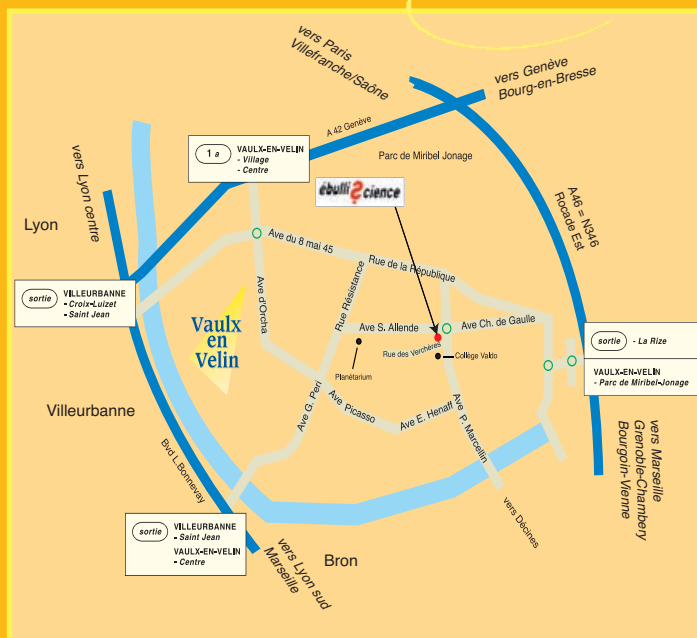 vers Paris
Villefranche/Saône
vers Genève
Bourg-en-Bresse
A 42 Genève
1 a
VAULX-EN-VELIN
- Village
- Centre
Parc de Miribel Jonage
vers Lyon centre
ébulliScience
A46 = N346
Rocade Est
Lyon
Ave du 8 mai 45
Rue de la République
sortie
VILLEURBANNE
- Croix-Luizet
- Saint Jean
Ave d'Orcha
Rue Résistance
Vaulx
en
Velin
Ave S. Allende
Ave Ch. de Gaulle
Rue des Verchères
Collège Valdo
Planétarium
sortie
- La Rize
VAULX-EN-VELIN
- Parc de Miribel-Jonage
Villeurbanne
Ave G. Peri
Ave Picasso
Ave E. Henaff
Ave P. Marcellin
Bvd L.Bonnevay
vers Marseille
Grenoble-Chambery
Bourgoin-Vienne
sortie
VILLEURBANNE
- Saint Jean
VAULX-EN-VELIN
- Centre
vers Lyon sud
Marseille
Bron
vers Décines